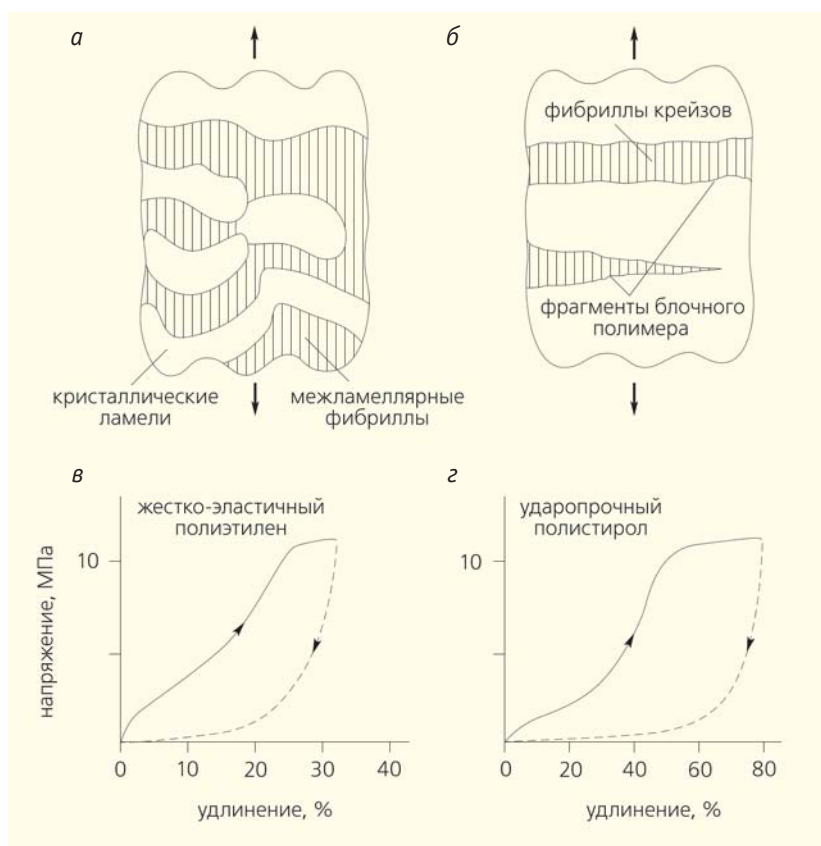 а
б
фибриллы крейзов
фрагменты блочного
полимера
кристаллические
ламели
межламеллярные
фибриллы
в
г
жестко-эластичный
полиэтилен
напряжение, МПа
10
0 10 20 30 40
удлинение, %
ударопрочный
полистирол
10
0 20 40 60 80
удлинение, %